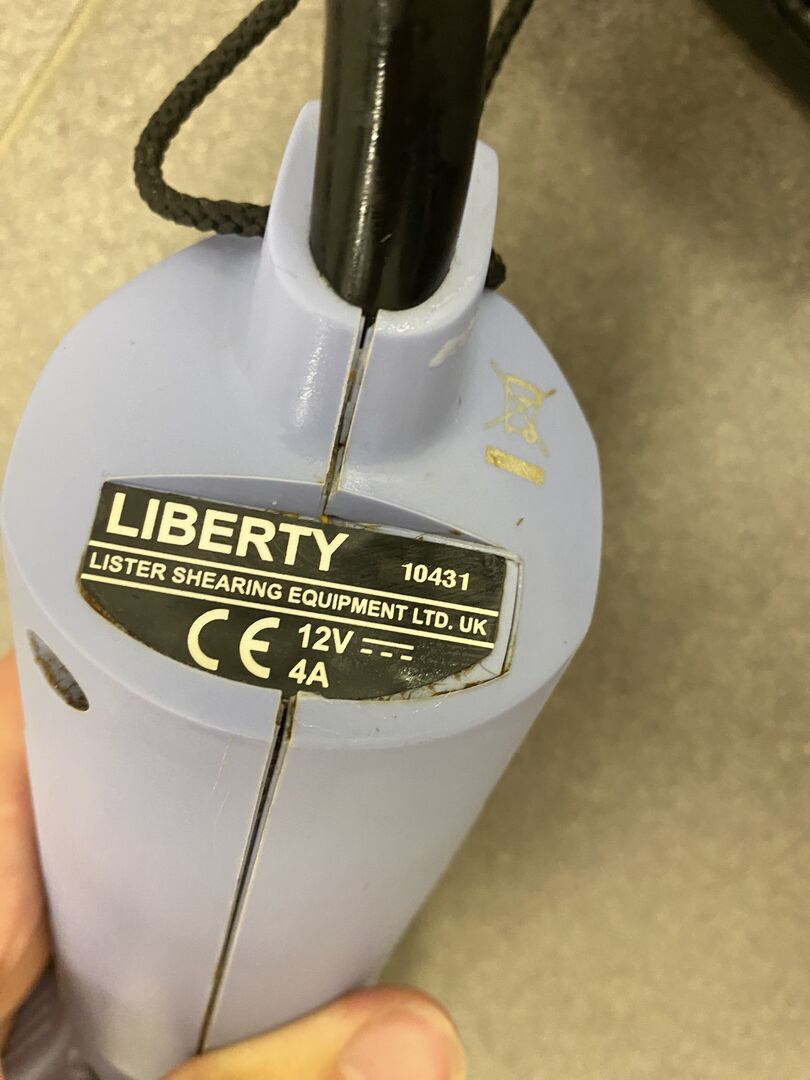 LIBERTY 10431
LISTER SHEARING EQUIPMENT LTD. UK
CE 12V
4A